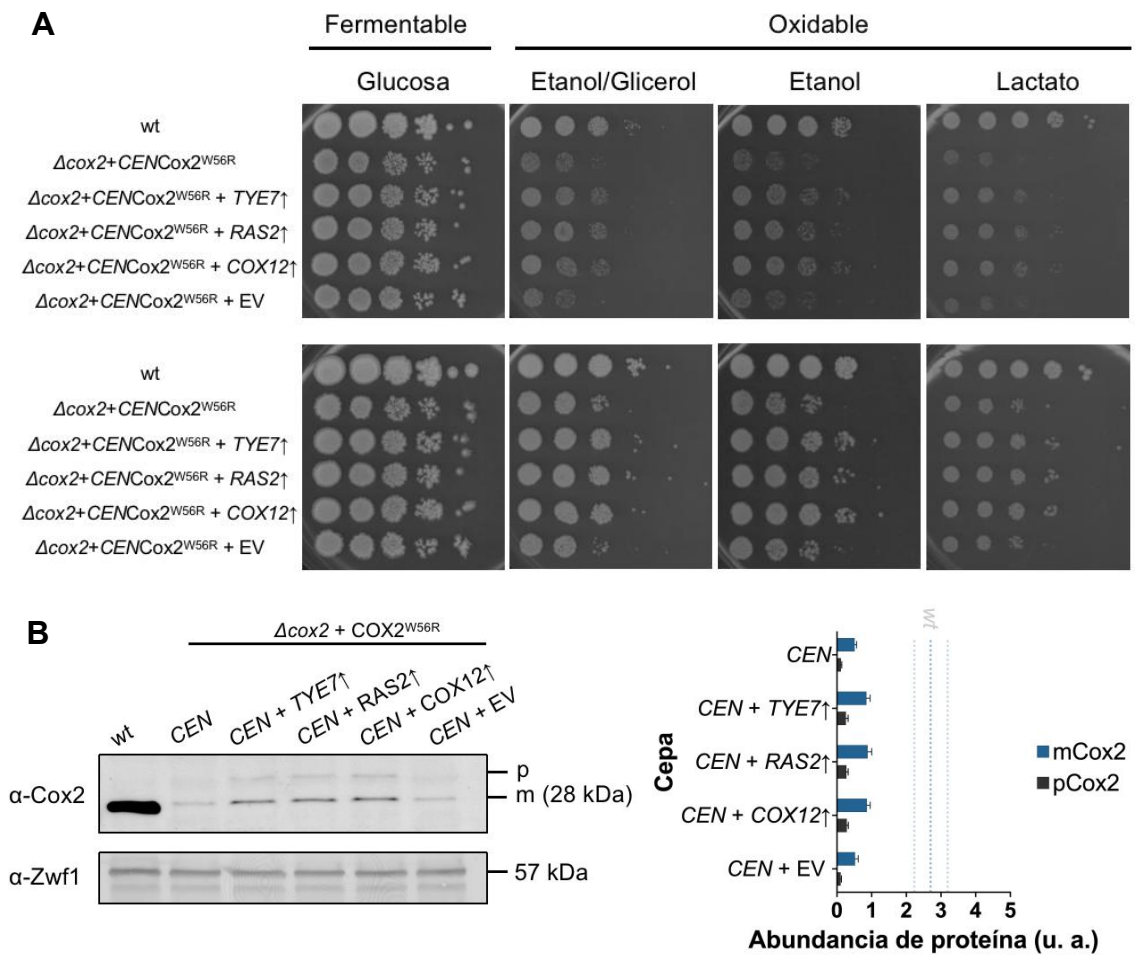 A
Fermentable
Oxidable
Glucosa
Etanol/Glicerol
Etanol
Lactato
wt
Δcox2+CENCox2W56R
Δcox2+CENCox2W56R + TYE7↑
Δcox2+CENCox2W56R + RAS2↑
Δcox2+CENCox2W56R + COX12↑
Δcox2+CENCox2W56R + EV
wt
Δcox2+CENCox2W56R
Δcox2+CENCox2W56R + TYE7↑
Δcox2+CENCox2W56R + RAS2↑
Δcox2+CENCox2W56R + COX12↑
Δcox2+CENCox2W56R + EV
B
Δcox2 + COX2W56R
wt
CEN
CEN + TYE7↑
CEN + RAS2↑
CEN + COX12↑
CEN + EV
α-Cox2
p
m (28 kDa)
α-Zwf1
57 kDa
wt
Cepa
CEN
CEN + TYE7↑
CEN + RAS2↑
CEN + COX12↑
CEN + EV
mCox2
pCox2
0 1 2 3 4 5
Abundancia de proteína (u. a.)